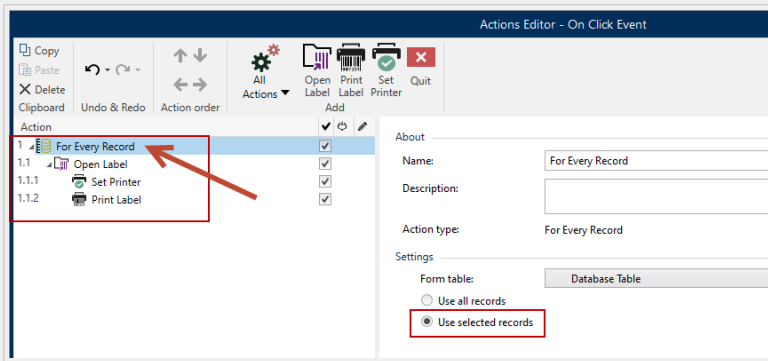 Actions Editor - On Click Event
Copy
Paste
Delete
Clipboard
Undo & Redo
Action order
All
Actions
Open
Label
Print
Label
Set
Printer
Quit
Add
Action
1 For Every Record
1.1 Open Label
1.1.1 Set Printer
1.1.2 Print Label
About
Name: For Every Record
Description:
Action type: For Every Record
Settings
Form table: Database Table
Use all records
Use selected records